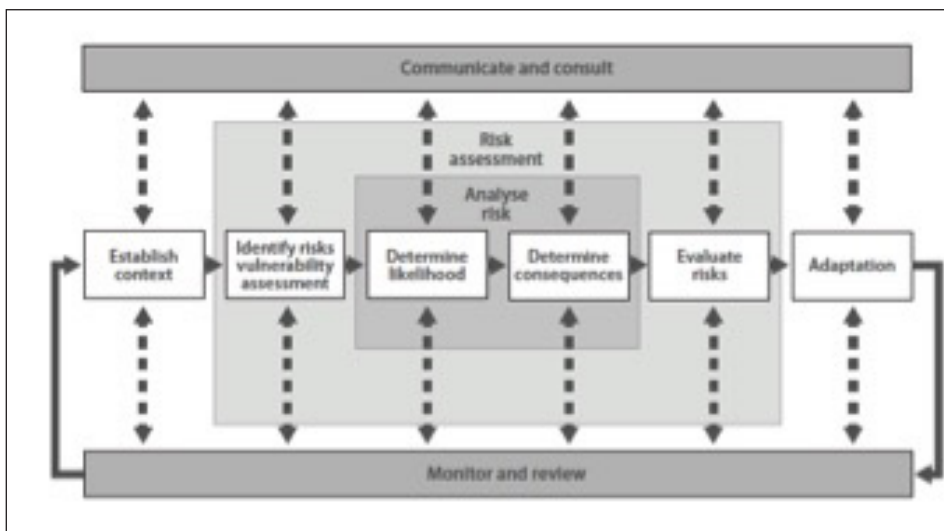 Communicate and consult
Risk
assessment
Analyse
risk
Establish
context
Identify risks
vulnerability
assessment
Determine
likelihood
Determine
consequences
Evaluate
risks
Adaptation
Monitor and review